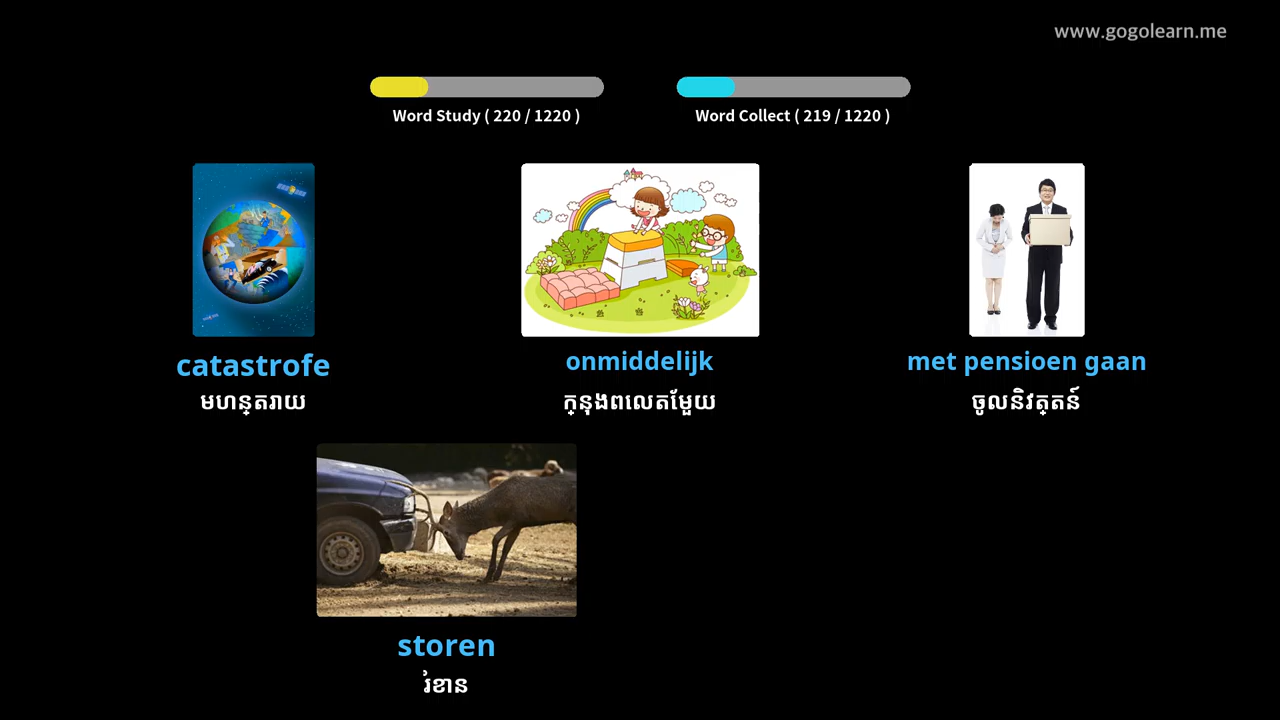 www.gogolearn.me
Word Study ( 220 / 1220 )
Word Collect ( 219 / 1220 )
catastrofe
មហន្តរាយ
onmiddelijk
ក្នុងពលេតម្មែួយ
met pensioen gaan
ចូលនិវត្តន៍
storen
រំខាន